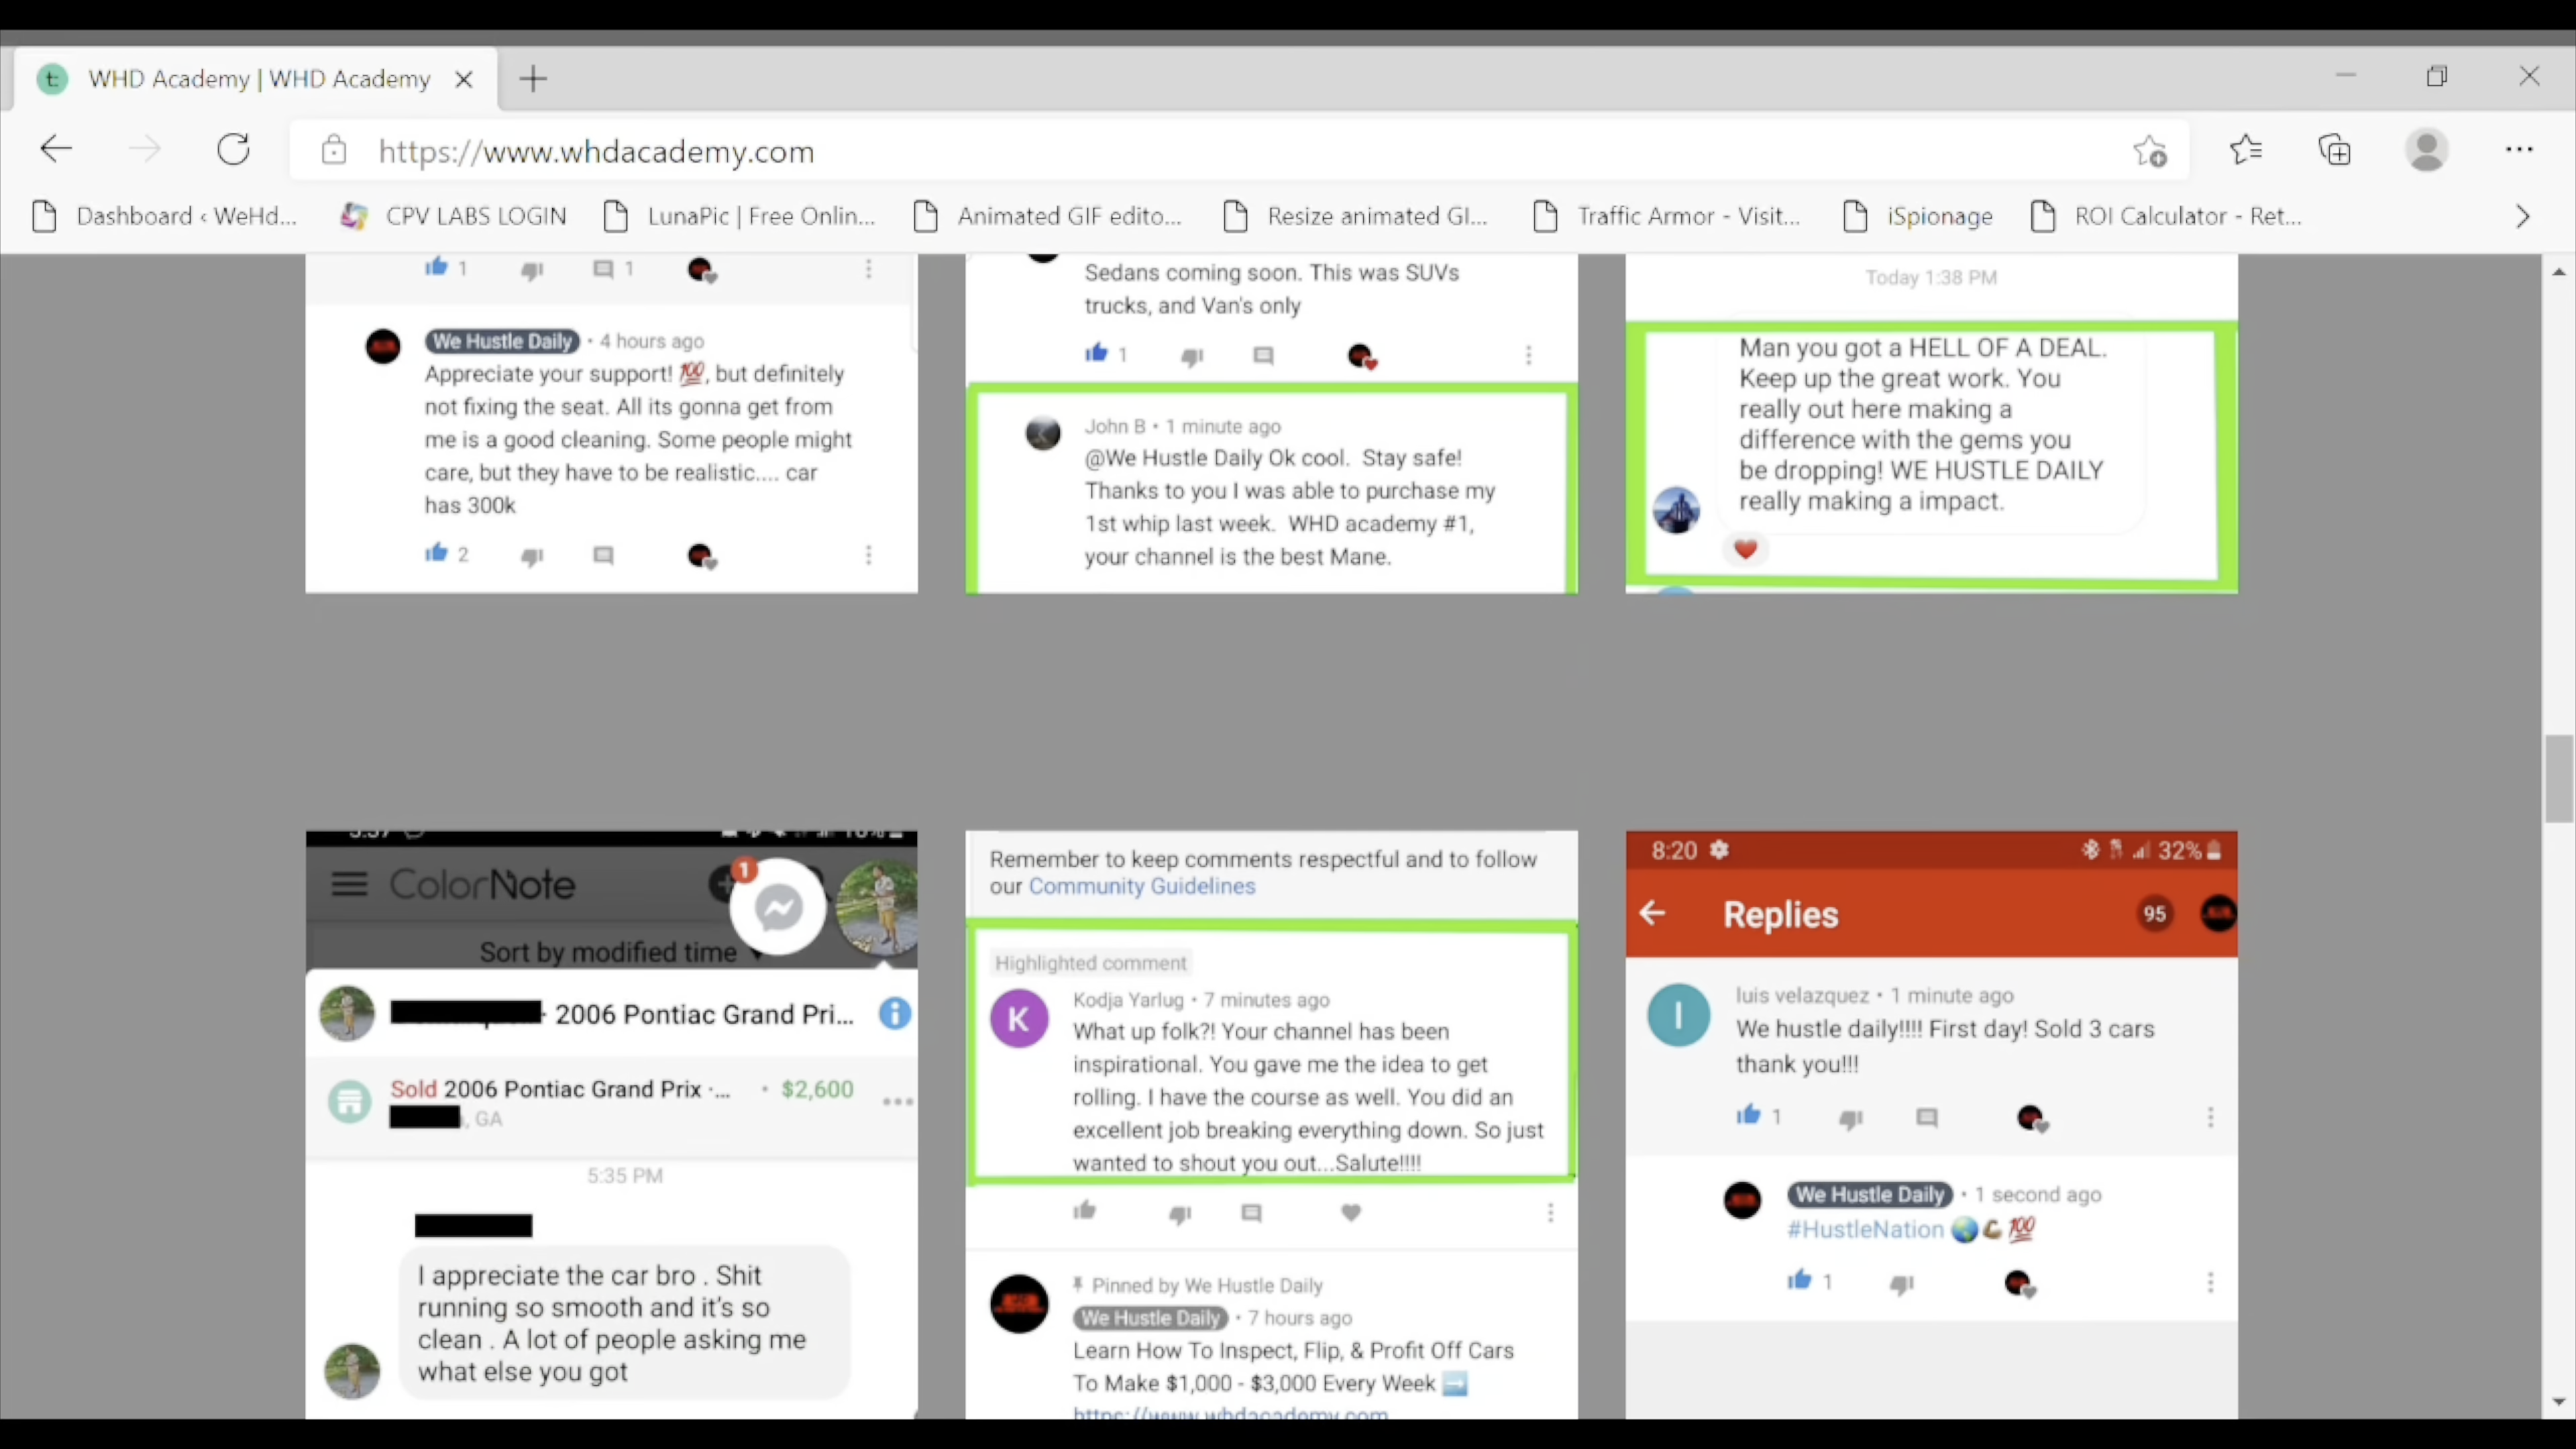 WHD Academy | WHD Academy
https://www.whdacademy.com
Dashboard ‹ WeHd...
CPV LABS LOGIN
LunaPic | Free Onlin...
Animated GIF edito...
Resize animated GI...
Traffic Armor - Visit...
iSpionage
ROI Calculator - Ret...
1
1
We Hustle Daily • 4 hours ago
Appreciate your support! 💯, but definitely
not fixing the seat. All its gonna get from
me is a good cleaning. Some people might
care, but they have to be realistic.... car
has 300k
2
Sedans coming soon. This was SUVs
trucks, and Van's only
1
John B • 1 minute ago
@We Hustle Daily Ok cool. Stay safe!
Thanks to you I was able to purchase my
1st whip last week. WHD academy #1,
your channel is the best Mane.
Today 1:38 PM
Man you got a HELL OF A DEAL.
Keep up the great work. You
really out here making a
difference with the gems you
be dropping! WE HUSTLE DAILY
really making a impact.
ColorNote
1
Sort by modified time
2006 Pontiac Grand Pri...
Sold 2006 Pontiac Grand Prix ·... • $2,600
, GA
5:35 PM
I appreciate the car bro . Shit
running so smooth and it's so
clean . A lot of people asking me
what else you got
Remember to keep comments respectful and to follow
our Community Guidelines
Highlighted comment
K
Kodja Yarlug • 7 minutes ago
What up folk?! Your channel has been
inspirational. You gave me the idea to get
rolling. I have the course as well. You did an
excellent job breaking everything down. So just
wanted to shout you out...Salute!!!!
Pinned by We Hustle Daily
We Hustle Daily • 7 hours ago
Learn How To Inspect, Flip, & Profit Off Cars
To Make $1,000 - $3,000 Every Week ➡️
https://www.whdacademy.com
8:20
32%
Replies
95
luis velazquez • 1 minute ago
We hustle daily!!!! First day! Sold 3 cars
thank you!!!
1
We Hustle Daily • 1 second ago
#HustleNation 🌎💪🏾💯
1